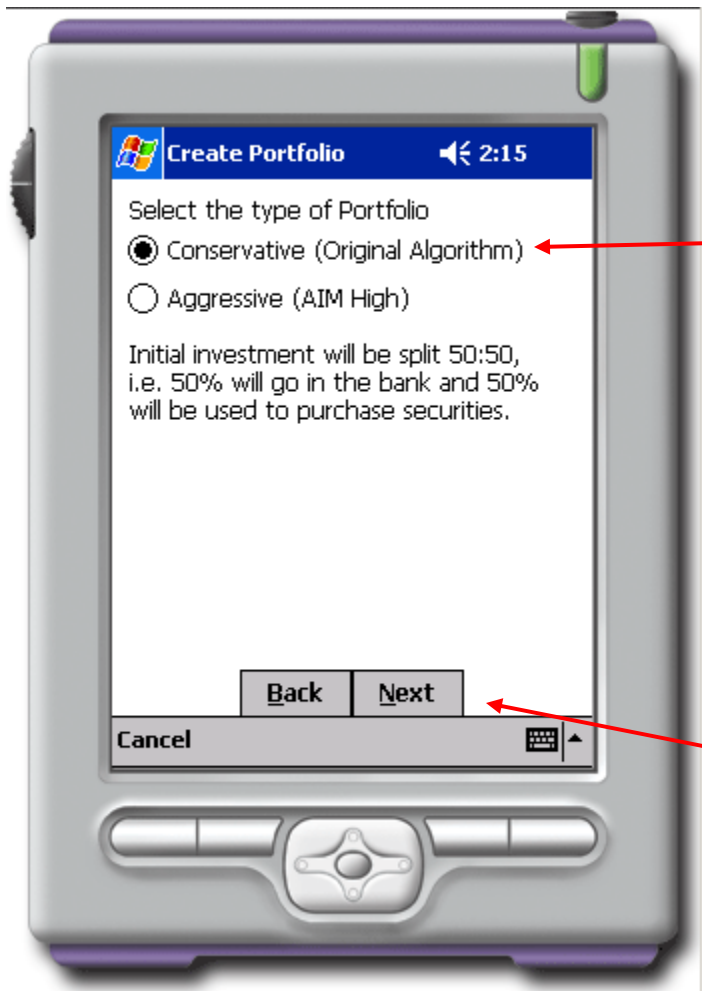 Create Portfolio 2:15
Select the type of Portfolio
Conservative (Original Algorithm)
Aggressive (AIM High)
Initial investment will be split 50:50,
i.e. 50% will go in the bank and 50%
will be used to purchase securities.
Back Next
Cancel